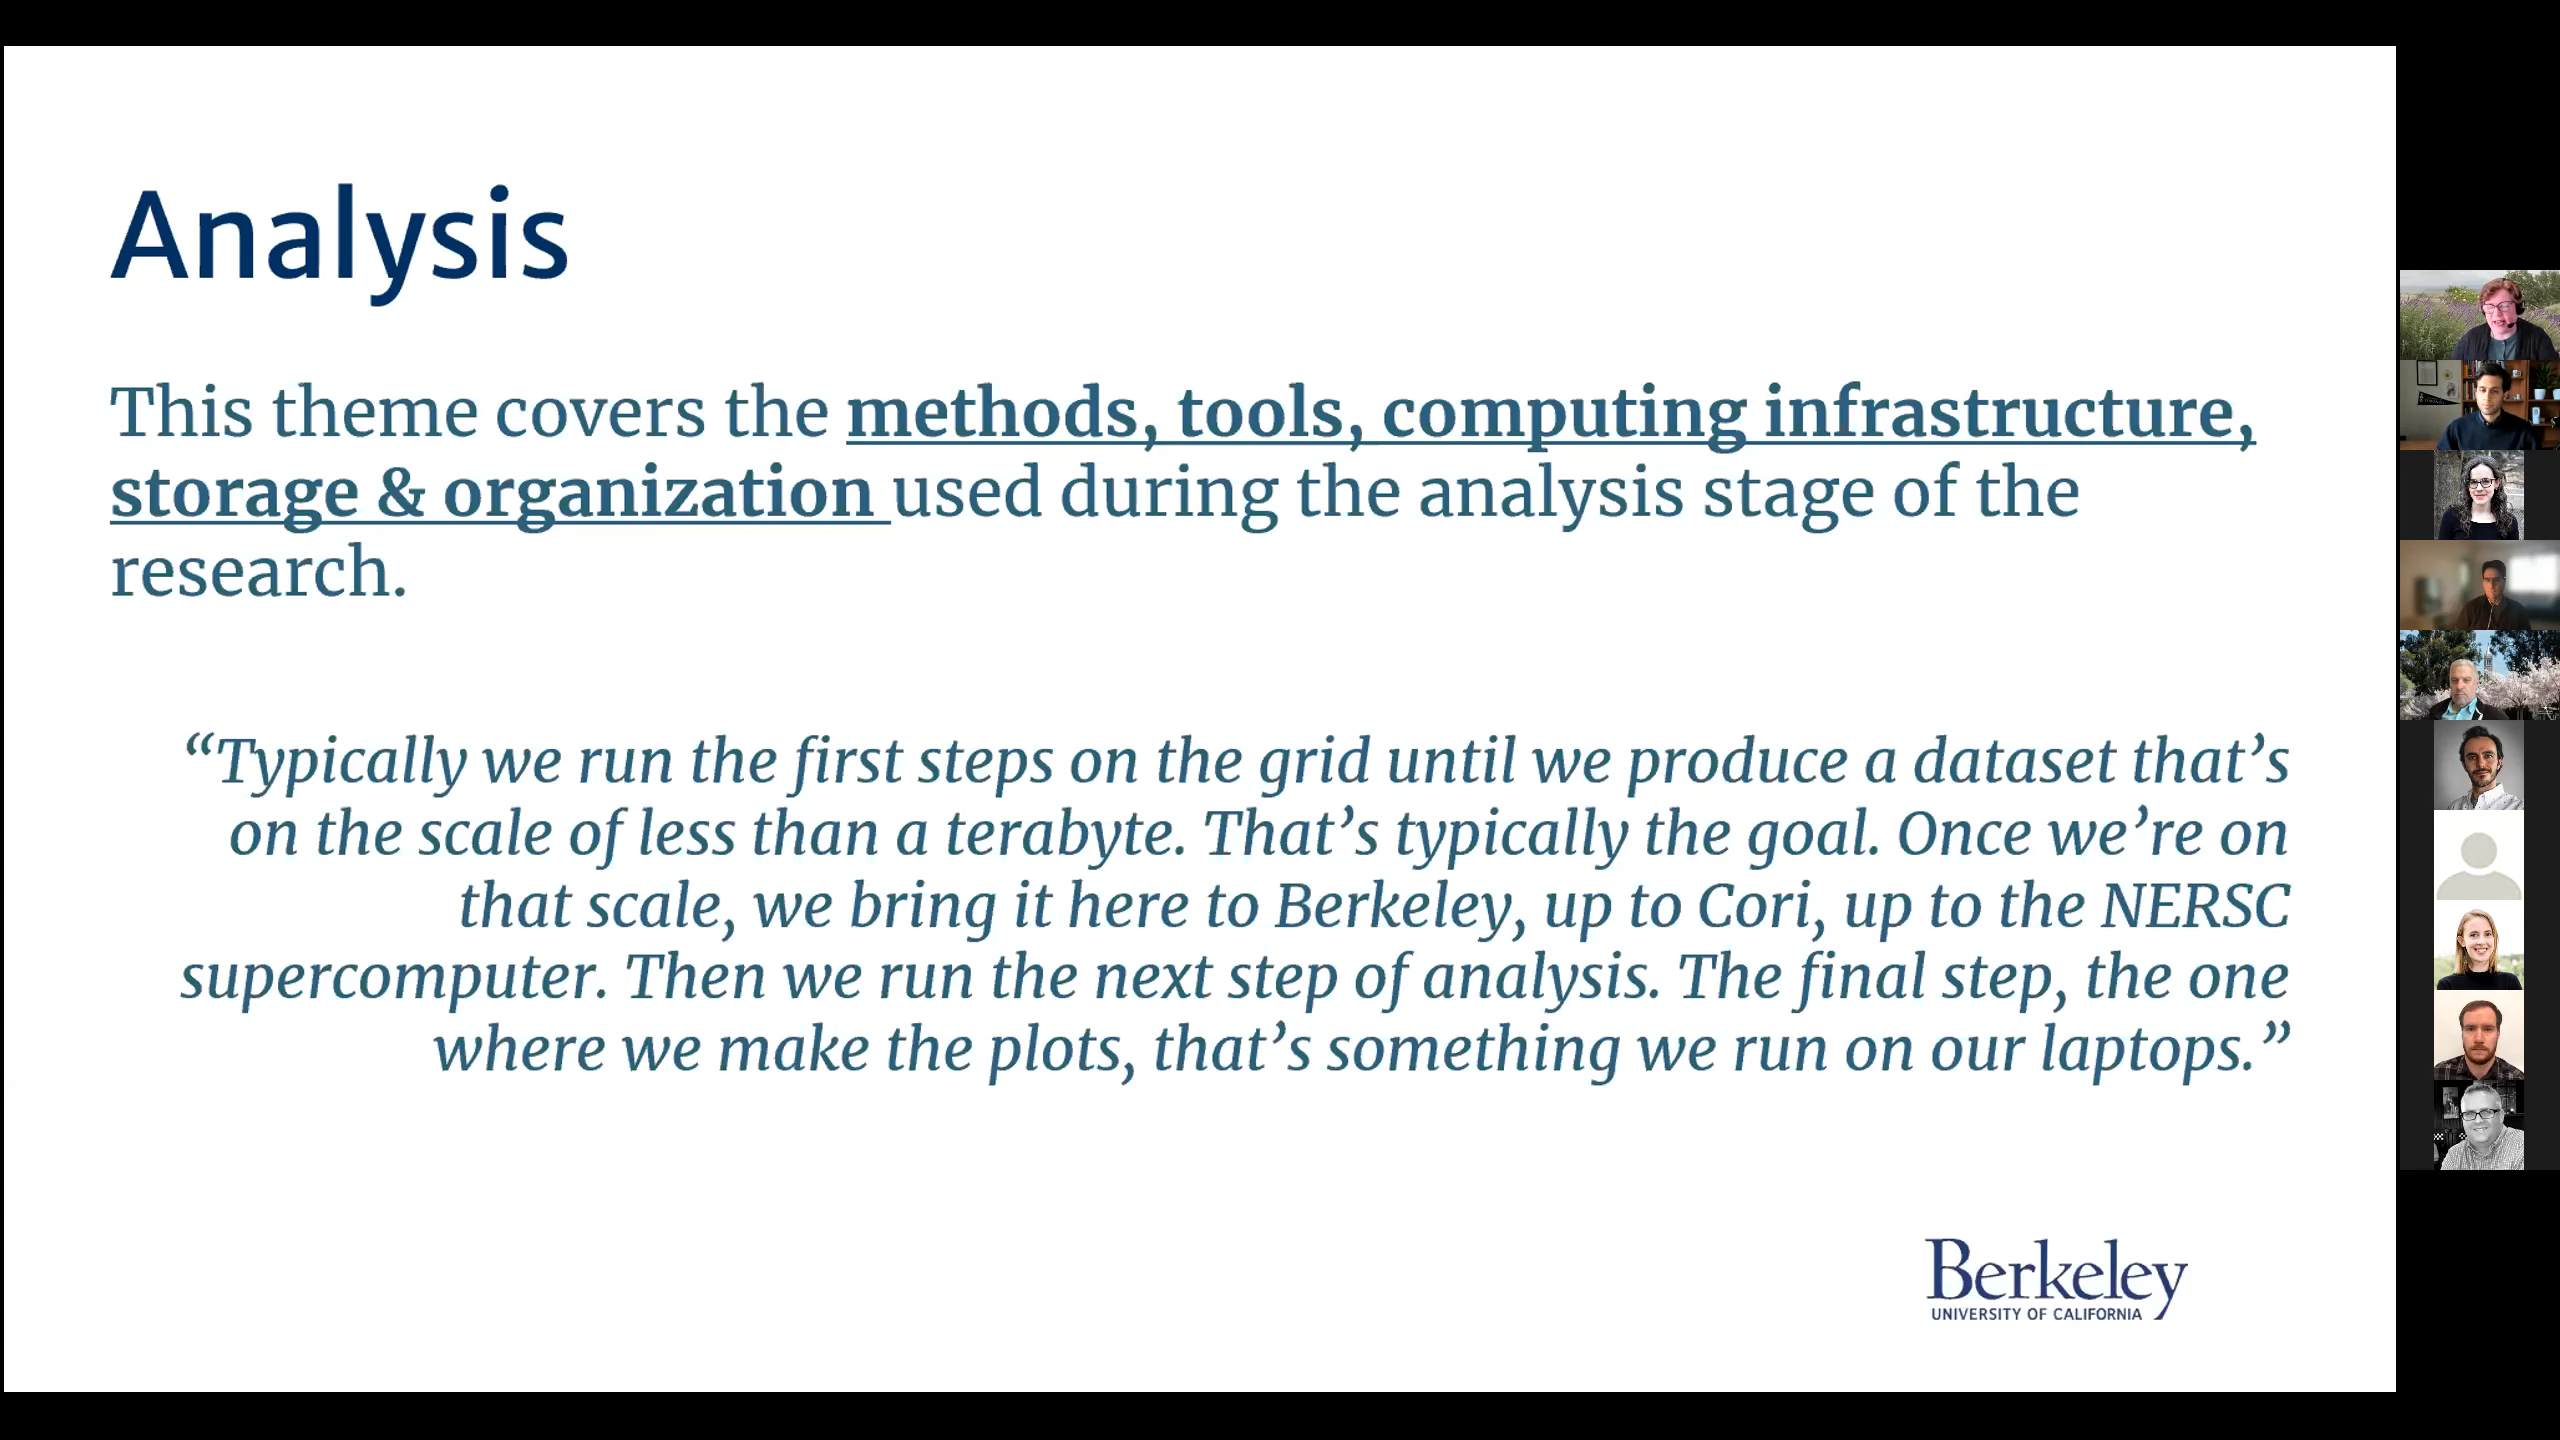 Analysis
This theme covers the methods, tools, computing infrastructure,
storage & organization used during the analysis stage of the
research.
“Typically we run the first steps on the grid until we produce a dataset that’s
on the scale of less than a terabyte. That’s typically the goal. Once we’re on
that scale, we bring it here to Berkeley, up to Cori, up to the NERSC
supercomputer. Then we run the next step of analysis. The final step, the one
where we make the plots, that’s something we run on our laptops.”
Berkeley
UNIVERSITY OF CALIFORNIA